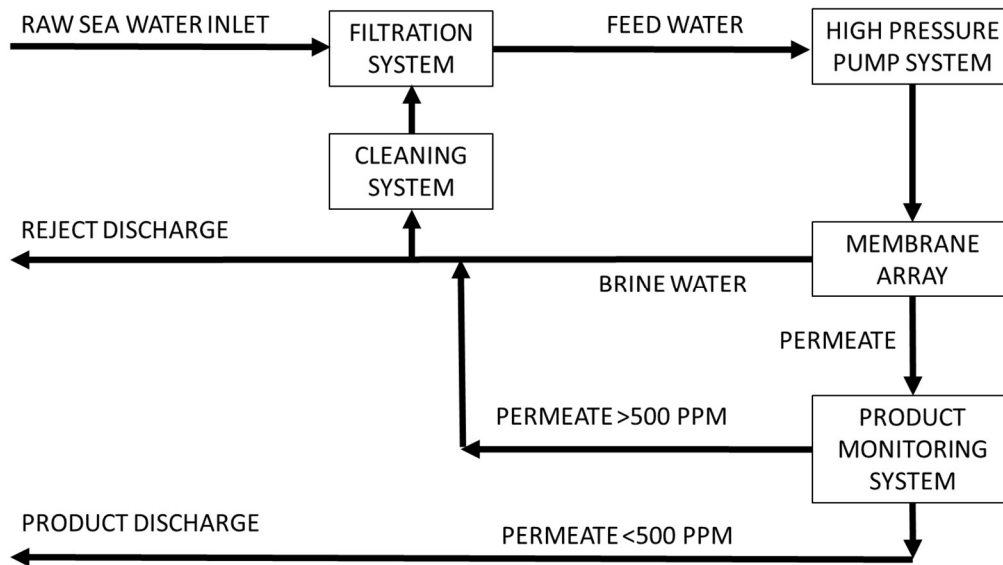 RAW SEA WATER INLET
FILTRATION
SYSTEM
FEED WATER
HIGH PRESSURE
PUMP SYSTEM
CLEANING
SYSTEM
REJECT DISCHARGE
MEMBRANE
ARRAY
BRINE WATER
PERMEATE
PERMEATE >500 PPM
PRODUCT
MONITORING
SYSTEM
PRODUCT DISCHARGE
PERMEATE <500 PPM